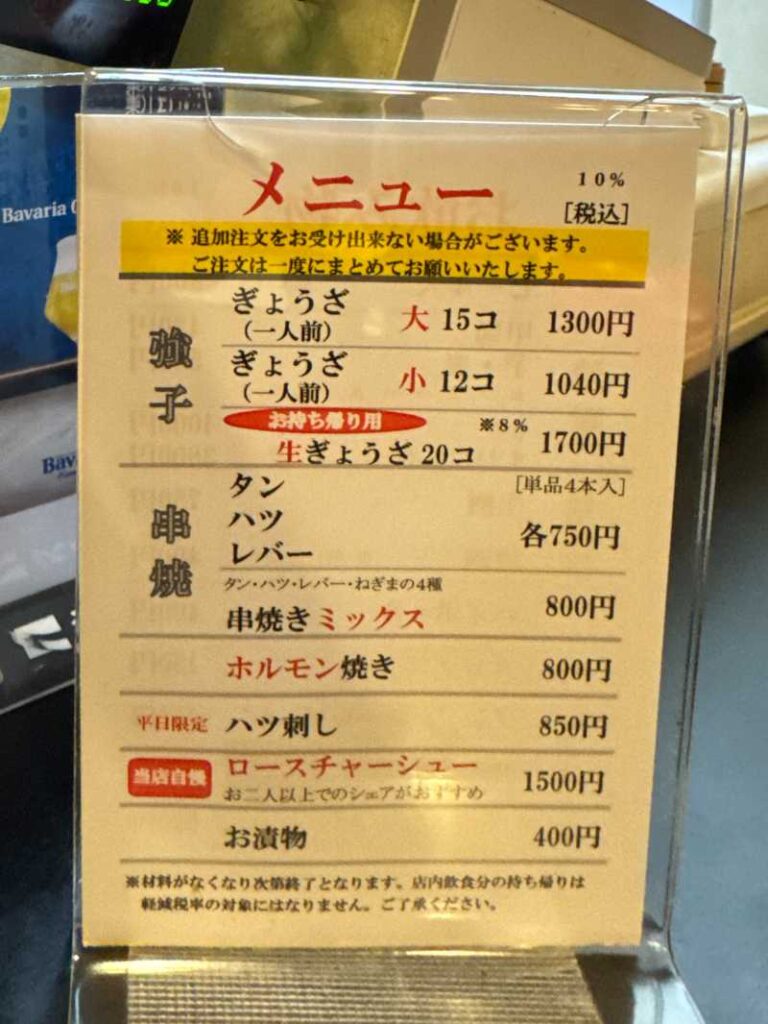 Bavaria
メニュー
10%
[税込]
※ 追加注文をお受け出来ない場合がございます。
ご注文は一度にまとめてお願いいたします。
強子
ぎょうざ 大 15コ 1300円
(一人前)
ぎょうざ 小 12コ 1040円
(一人前)
お持ち帰り用 ※8%
生ぎょうざ 20コ 1700円
串焼
タン [単品4本入]
ハツ 各750円
レバー
タン・ハツ・レバー・ねぎまの4種
串焼きミックス 800円
ホルモン焼き 800円
平日限定 ハツ刺し 850円
当店自慢 ロースチャーシュー 1500円
お二人以上でのシェアがおすすめ
お漬物 400円
※材料がなくなり次第終了となります。店内飲食分の持ち帰りは
軽減税率の対象にはなりません。ご了承ください。